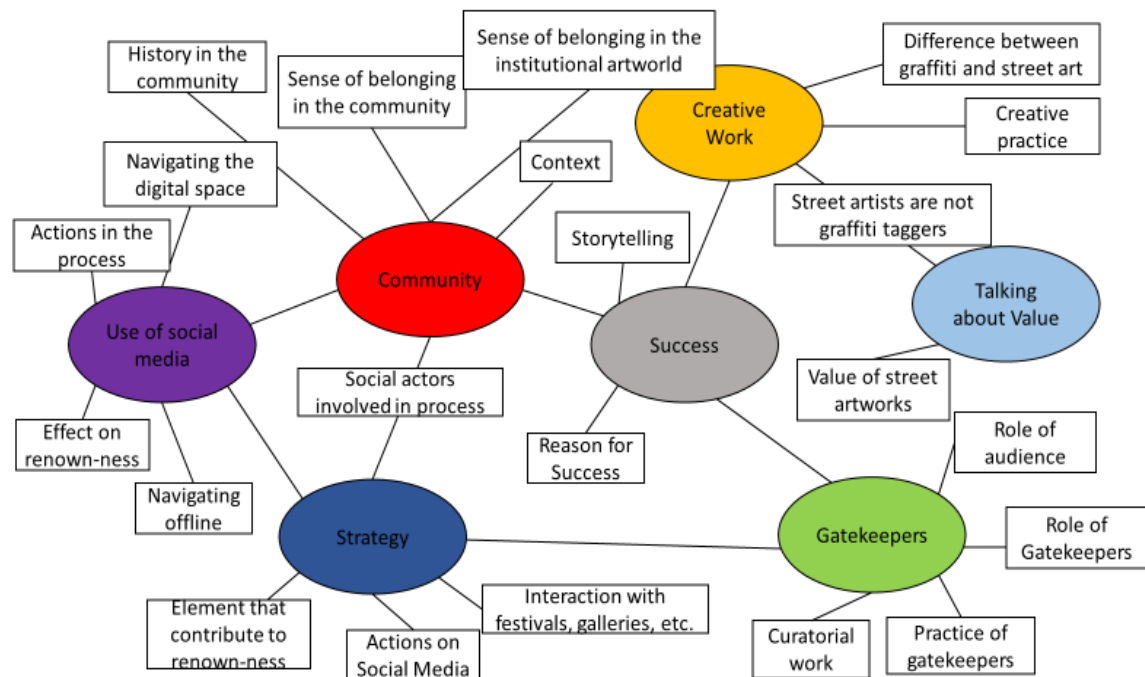 History in the
community
Sense of belonging
in the community
Sense of belonging in the
institutional artworld
Difference between
graffiti and street art
Creative
Work
Creative
practice
Navigating the
digital space
Context
Street artists are not
graffiti taggers
Actions in the
process
Storytelling
Community
Talking
about Value
Use of social
media
Success
Social actors
involved in process
Value of street
artworks
Effect on
renown-ness
Reason for
Success
Role of
audience
Navigating
offline
Strategy
Gatekeepers
Role of
Gatekeepers
Element that
contribute to
renown-ness
Actions on
Social Media
Interaction with
festivals, galleries, etc.
Curatorial
work
Practice of
gatekeepers